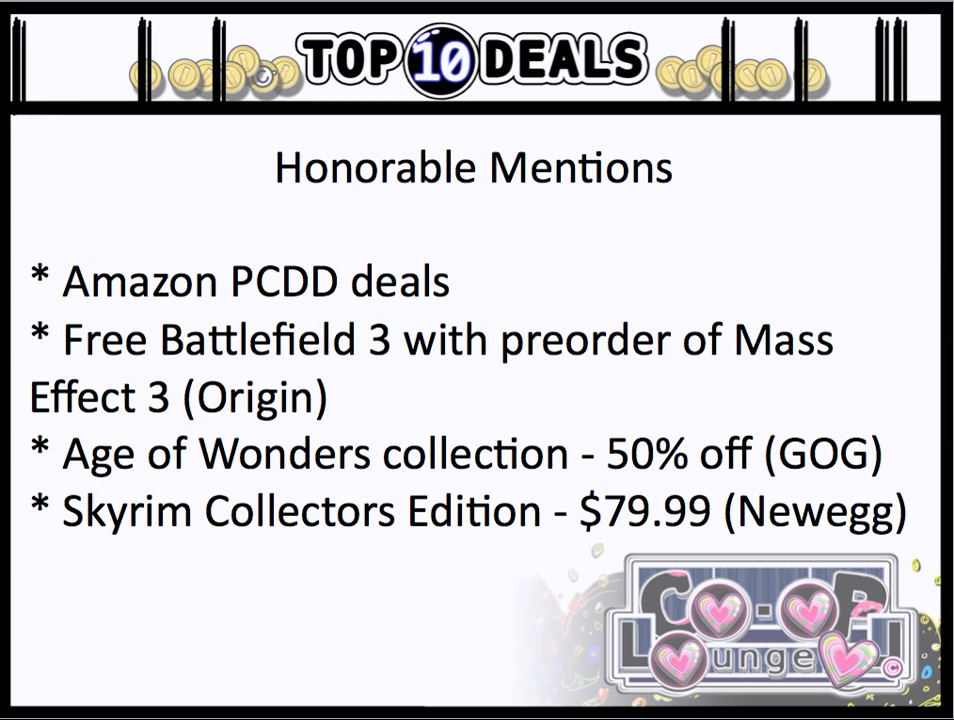 TOP 10 DEALS
Honorable Mentions
* Amazon PCDD deals
* Free Battlefield 3 with preorder of Mass
Effect 3 (Origin)
* Age of Wonders collection - 50% off (GOG)
* Skyrim Collectors Edition - $79.99 (Newegg)
CO-OP
Lounge
©